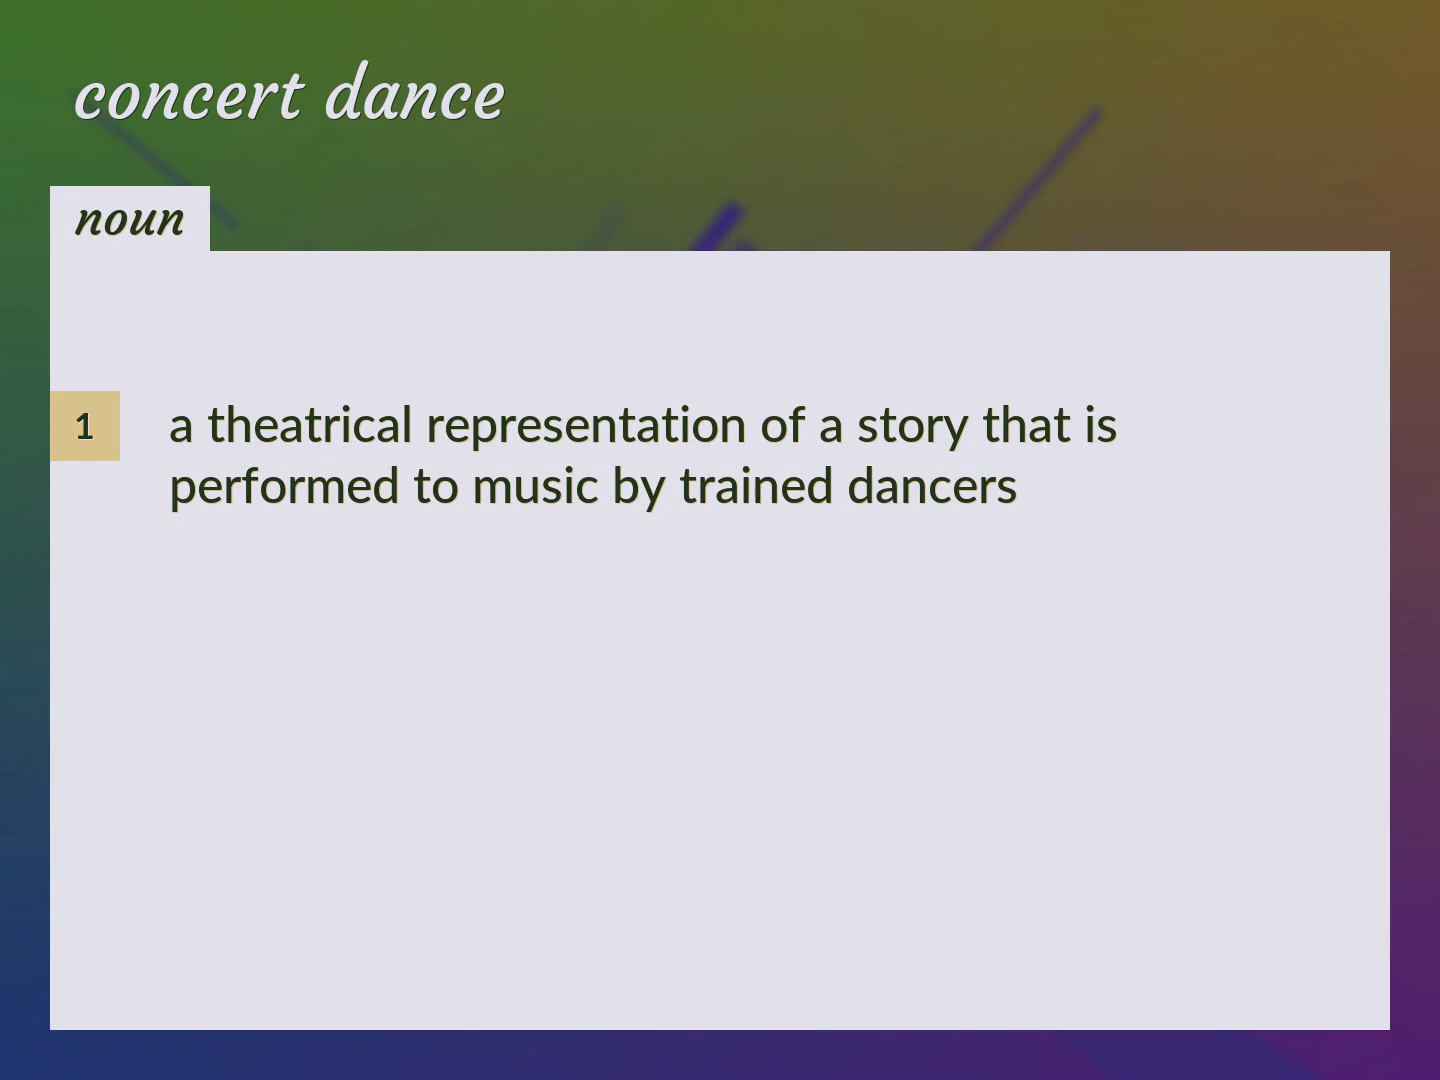 concert dance
noun
1 a theatrical representation of a story that is
performed to music by trained dancers